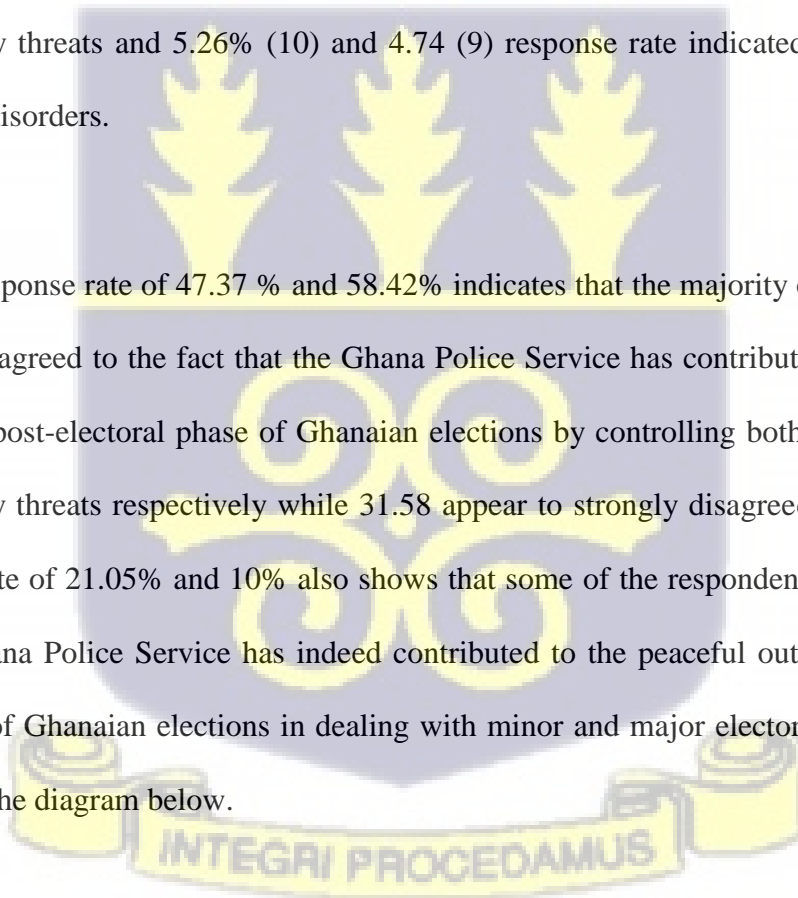 threats and 5.26% (10) and 4.74 (9) response rate indicated
isorders.
ponse rate of 47.37 % and 58.42% indicates that the majority
agreed to the fact that the Ghana Police Service has contribut
post-electoral phase of Ghanaian elections by controlling both
threats respectively while 31.58 appear to strongly disagreed
te of 21.05% and 10% also shows that some of the responden
na Police Service has indeed contributed to the peaceful out
of Ghanaian elections in dealing with minor and major elector
he diagram below.
INTEGRI PROCEDAMUS